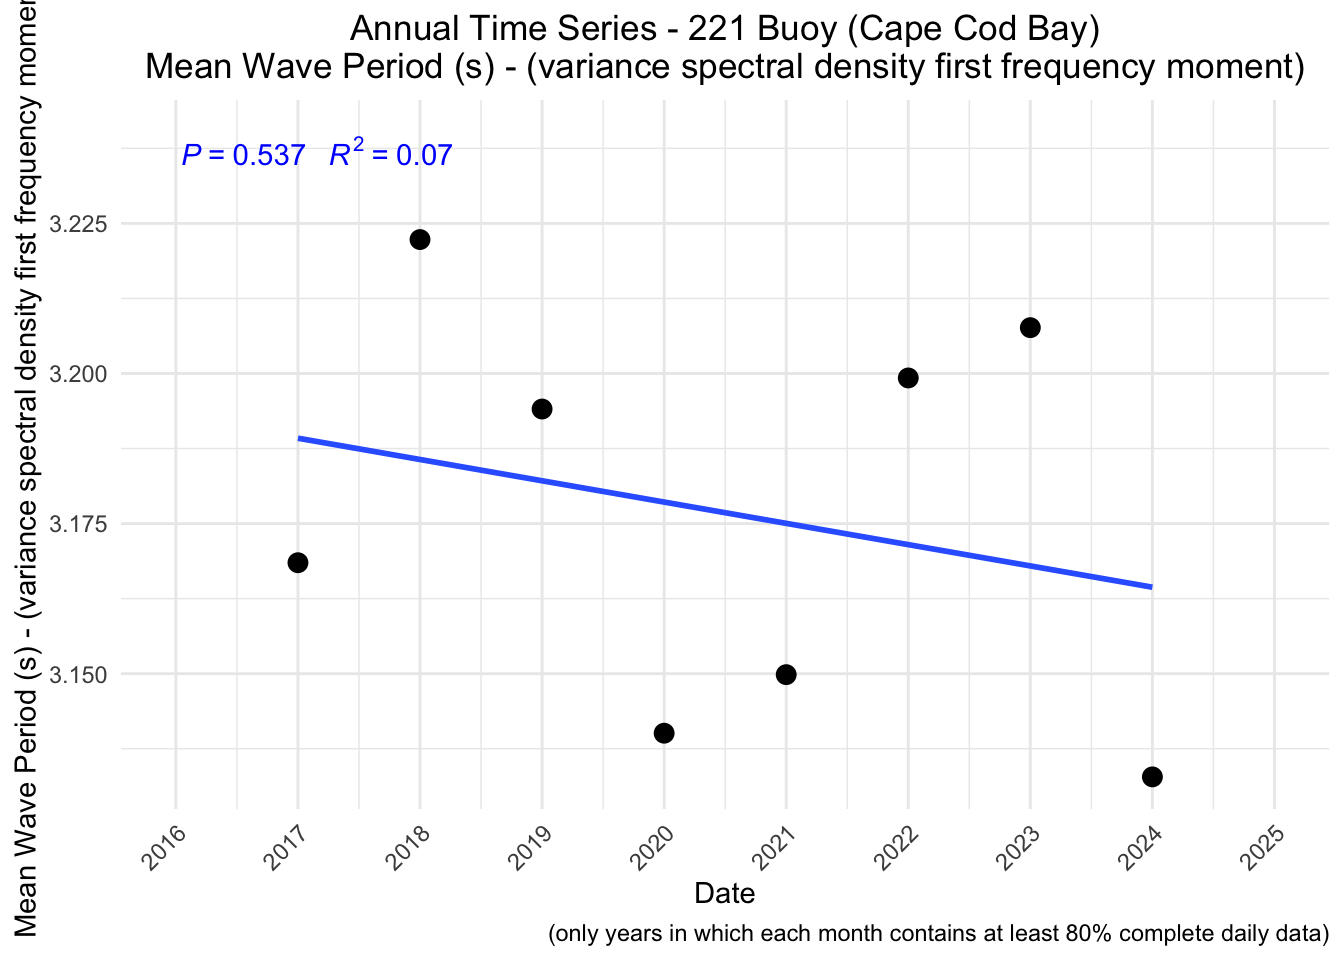 Annual Time Series - 221 Buoy (Cape Cod Bay)
Mean Wave Period (s) - (variance spectral density first frequency moment)
Mean Wave Period (s) - (variance spectral density first frequency
P = 0.537 R² = 0.07
3.225
3.200
3.175
3.150
2016 2017 2018 2019 2020 2021 2022 2023 2024 2025
Date
(only years in which each month contains at least 80% complete daily data)